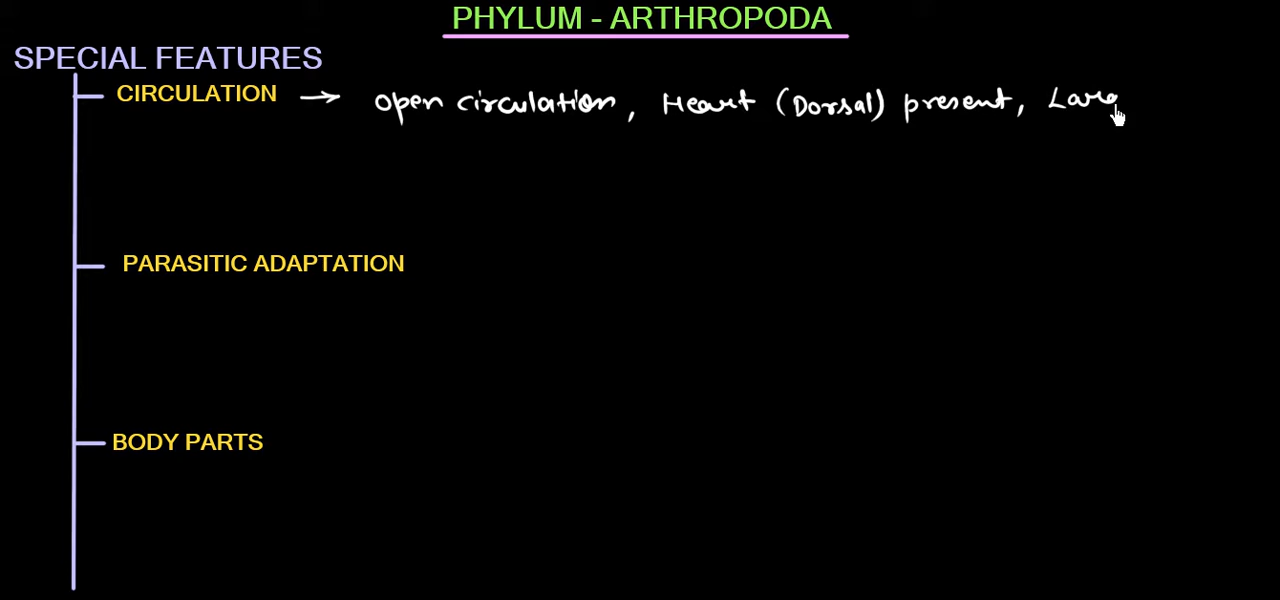 PHYLUM - ARTHROPODA
SPECIAL FEATURES
CIRCULATION → open circulation, Heart (Dorsal) present,
PARASITIC ADAPTATION
BODY PARTS